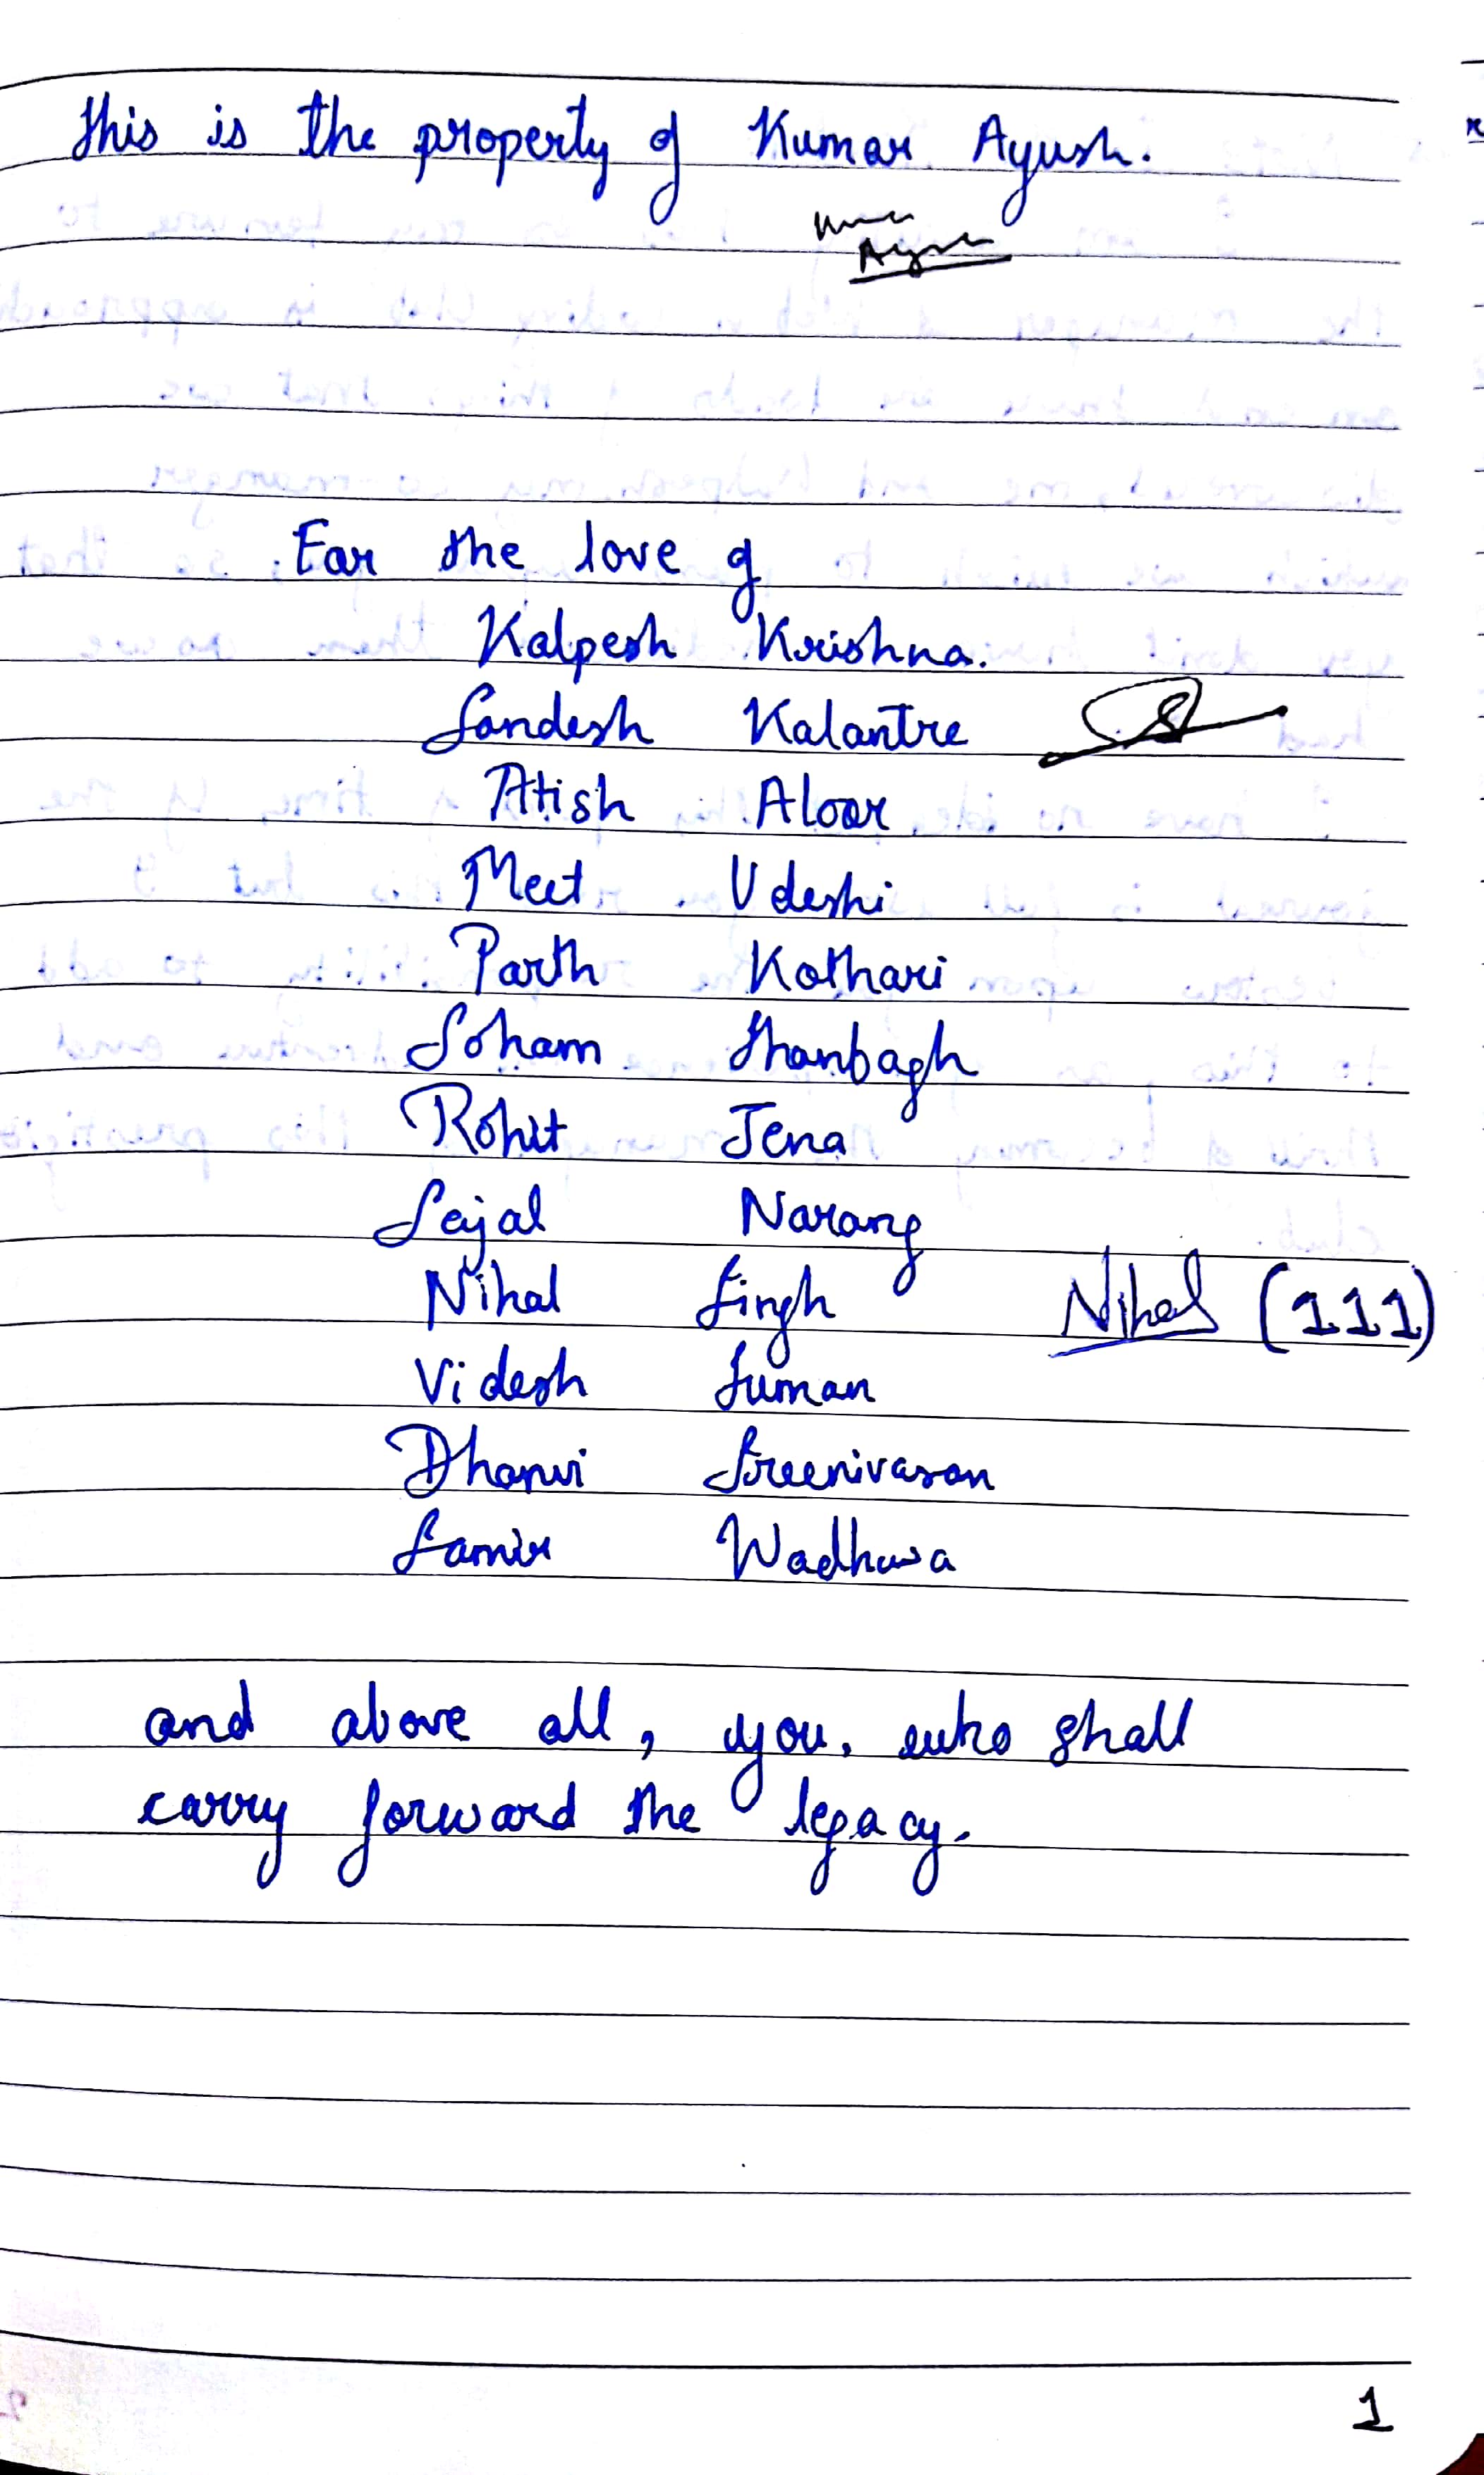 This is the property of Kumar Ayush.
Ayush
For the love of
Kalpesh Krishna.
Sandesh Kalantre
Atish Aloor
Meet Udeshi
Parth Kothari
Soham Shanbagh
Rohit Jena
Sejal Narang
Nihal Singh Nihal (111)
Videsh Suman
Dhanvi Sreenivasan
Samir Wadhwa
and above all, you. who shall
carry forward the legacy.
1